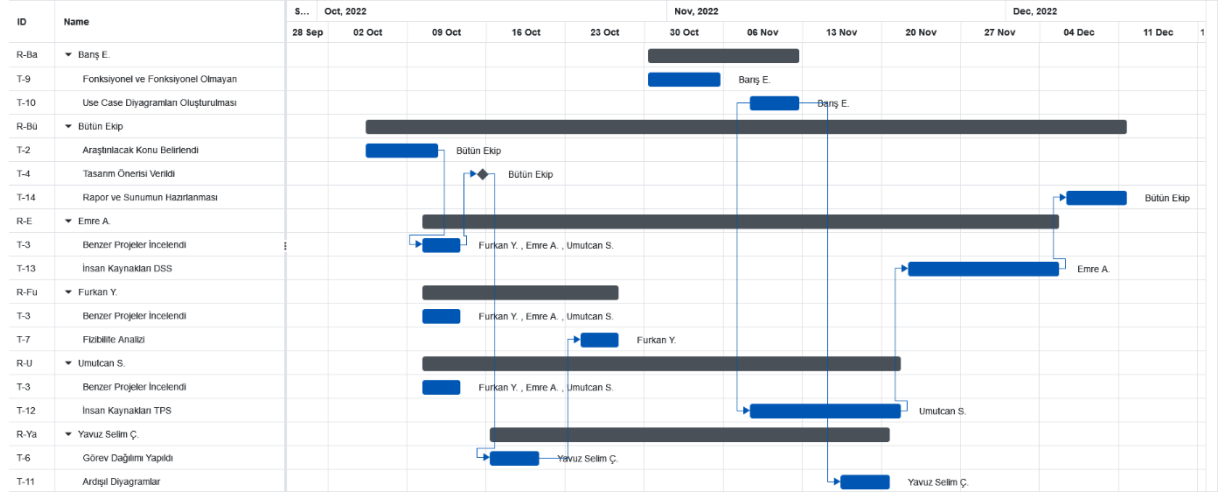 S... Oct, 2022 Nov, 2022 Dec, 2022
ID Name
28 Sep 02 Oct 09 Oct 16 Oct 23 Oct 30 Oct 06 Nov 13 Nov 20 Nov 27 Nov 04 Dec 11 Dec 1
R-Ba Barış E.
T-9 Fonksiyonel ve Fonksiyonel Olmayan Barış E.
T-10 Use Case Diyagramları Oluşturulması Barış E.
R-Bü Bütün Ekip
T-2 Araştırılacak Konu Belirlendi Bütün Ekip
T-4 Tasarım Önerisi Verildi Bütün Ekip
T-14 Rapor ve Sunumun Hazırlanması Bütün Ekip
R-E Emre A.
T-3 Benzer Projeler İncelendi Furkan Y. , Emre A. , Umutcan S.
T-13 İnsan Kaynakları DSS Emre A.
R-Fu Furkan Y.
T-3 Benzer Projeler İncelendi Furkan Y. , Emre A. , Umutcan S.
T-7 Fizibilite Analizi Furkan Y.
R-U Umutcan S.
T-3 Benzer Projeler İncelendi Furkan Y. , Emre A. , Umutcan S.
T-12 İnsan Kaynakları TPS Umutcan S.
R-Ya Yavuz Selim Ç.
T-6 Görev Dağılımı Yapıldı Yavuz Selim Ç.
T-11 Ardışıl Diyagramlar Yavuz Selim Ç.